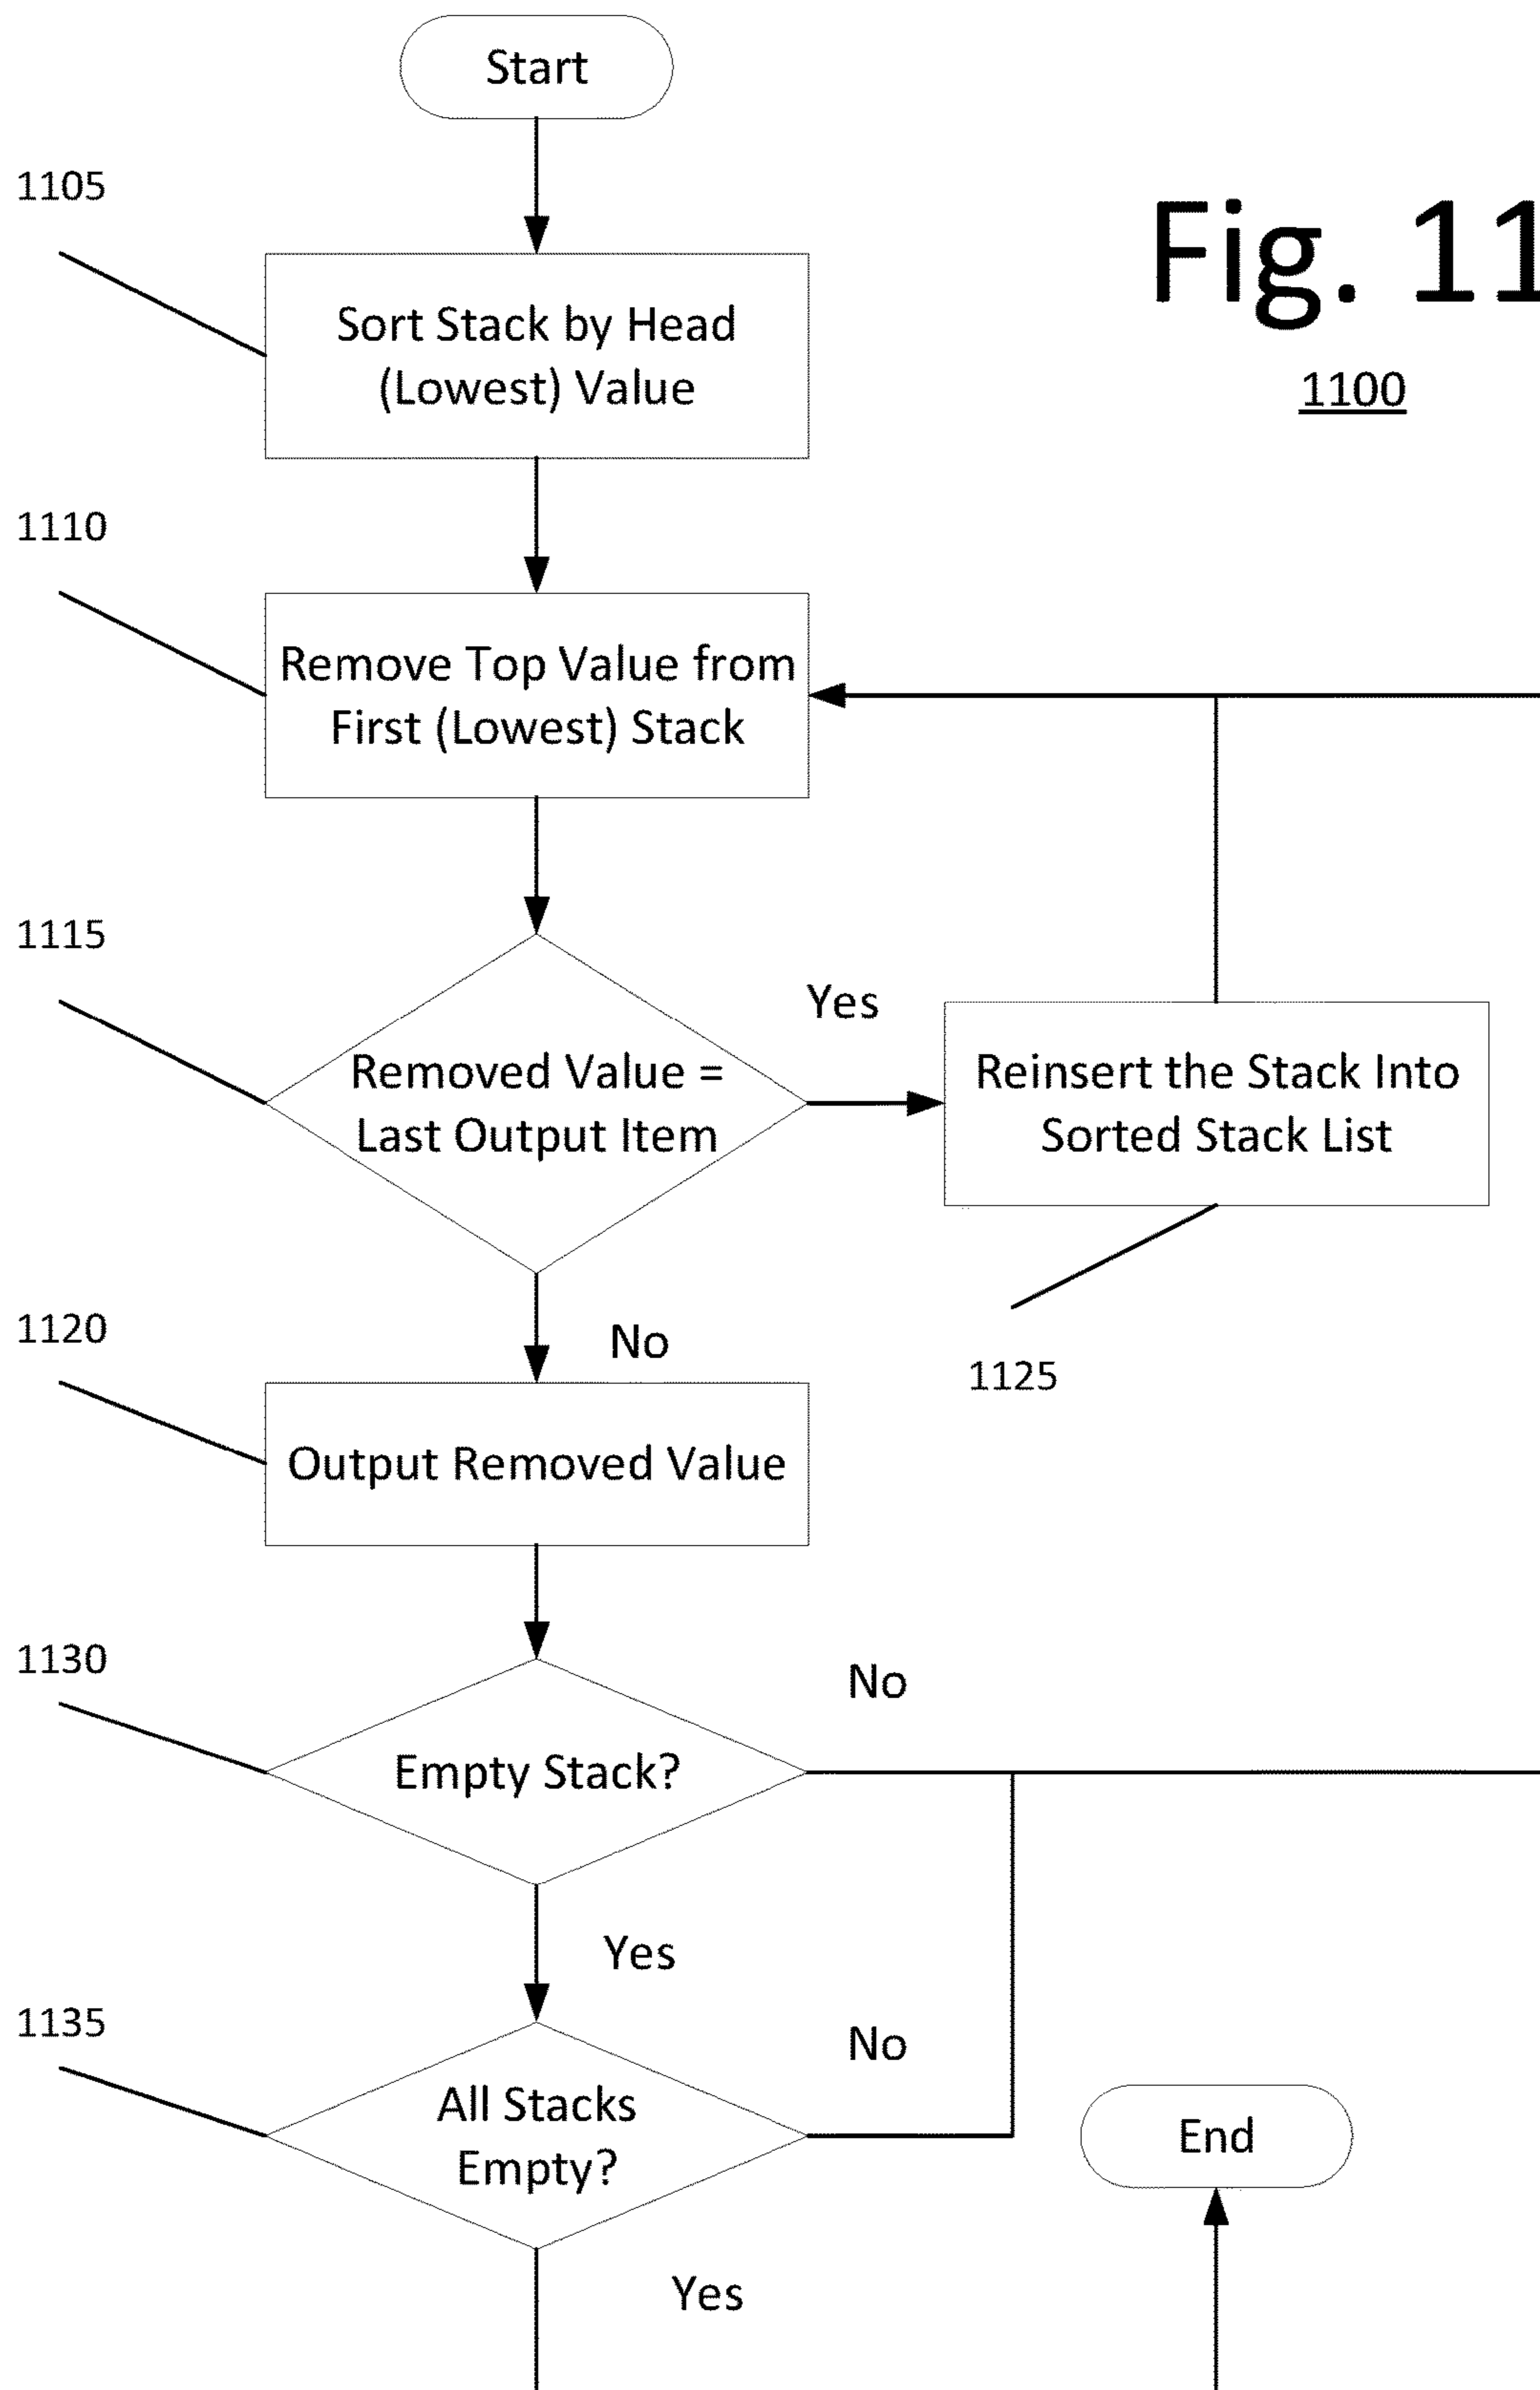 Start
1105
Fig. 11
Sort Stack by Head
(Lowest) Value
1100
1110
Remove Top Value from
First (Lowest) Stack
1115
Yes
Removed Value =
Last Output Item
Reinsert the Stack Into
Sorted Stack List
1120
No
1125
Output Removed Value
1130
No
Empty Stack?
Yes
1135
No
All Stacks
Empty?
End
Yes